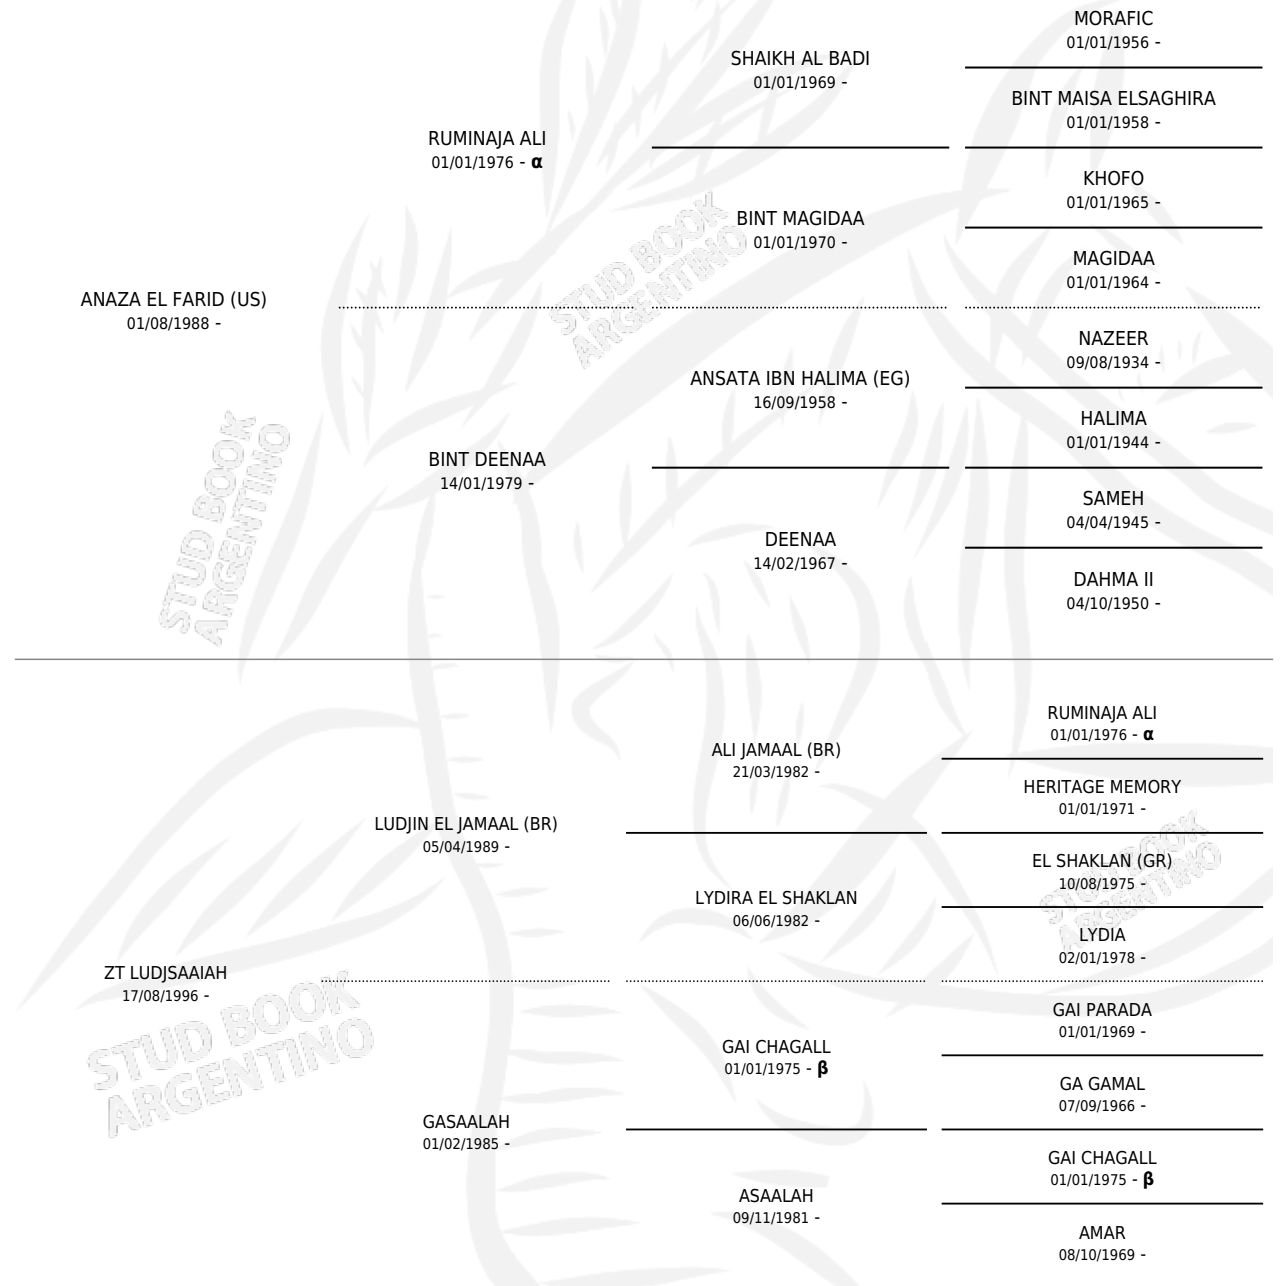 MORAFIC
01/01/1956 -
SHAIKH AL BADI
01/01/1969 -
BINT MAISA ELSAGHIRA
01/01/1958 -
RUMINAJA ALI
01/01/1976 - α
KHOFO
01/01/1965 -
BINT MAGIDAA
01/01/1970 -
MAGIDAA
01/01/1964 -
ANAZA EL FARID (US)
01/08/1988 -
NAZEER
09/08/1934 -
ANSATA IBN HALIMA (EG)
16/09/1958 -
HALIMA
01/01/1944 -
BINT DEENAA
14/01/1979 -
SAMEH
04/04/1945 -
DEENAA
14/02/1967 -
DAHMA II
04/10/1950 -
RUMINAJA ALI
01/01/1976 - α
ALI JAMAAL (BR)
21/03/1982 -
HERITAGE MEMORY
01/01/1971 -
LUDJIN EL JAMAAL (BR)
05/04/1989 -
EL SHAKLAN (GR)
10/08/1975 -
LYDIRA EL SHAKLAN
06/06/1982 -
LYDIA
02/01/1978 -
ZT LUDJSAAIAH
17/08/1996 -
GAI PARADA
01/01/1969 -
GAI CHAGALL
01/01/1975 - β
GA GAMAL
07/09/1966 -
GASAALAH
01/02/1985 -
GAI CHAGALL
01/01/1975 - β
ASAALAH
09/11/1981 -
AMAR
08/10/1969 -
STUD BOOK
ARGENTINO
STUD BOOK
ARGENTINO
STUD BOOK
ARGENTINO
STUD BOOK
ARGENTINO